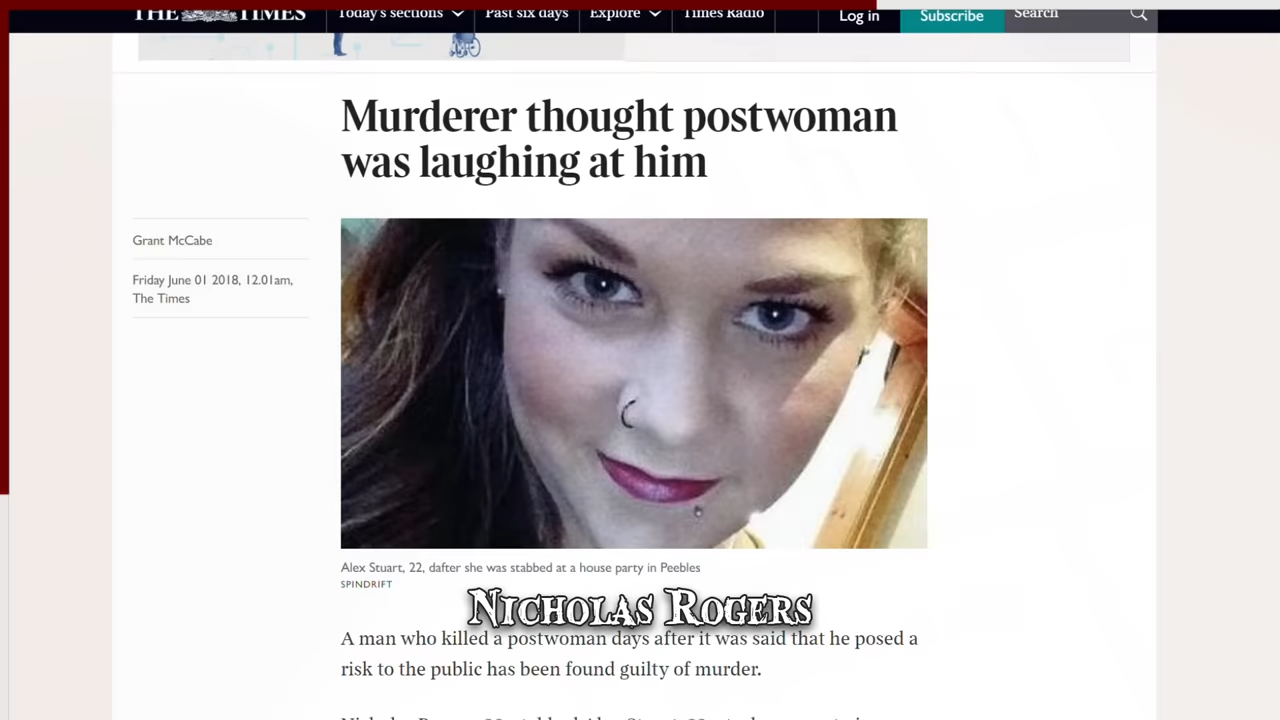 THE TIMES
Today's sections
Past six days
Explore
Times Radio
Log in
Subscribe
Search
Murderer thought postwoman
was laughing at him
Grant McCabe
Friday June 01 2018, 12.01am,
The Times
Alex Stuart, 22, dafter she was stabbed at a house party in Peebles
SPINDRIFT
Nicholas Rogers
A man who killed a postwoman days after it was said that he posed a
risk to the public has been found guilty of murder.